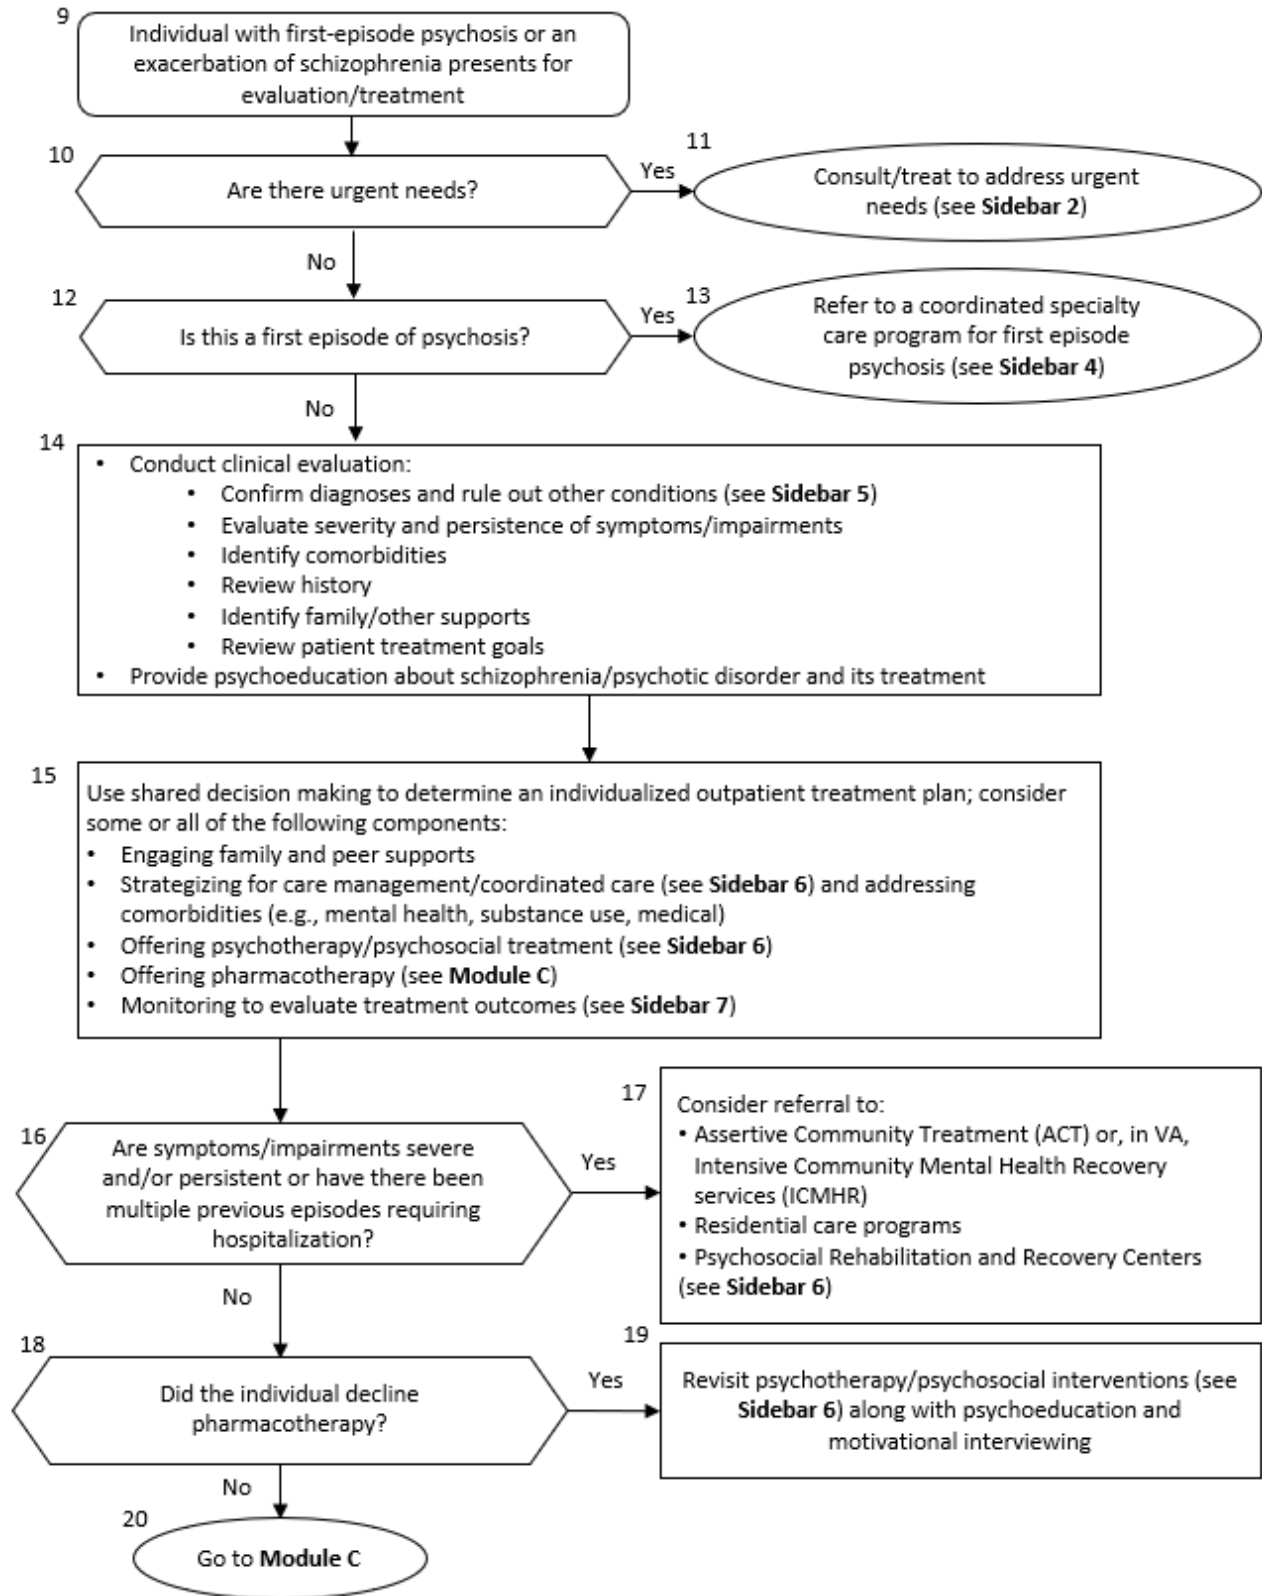 9
Individual with first-episode psychosis or an
exacerbation of schizophrenia presents for
evaluation/treatment
10
Are there urgent needs?
Yes
11
Consult/treat to address urgent
needs (see Sidebar 2)
No
12
Is this a first episode of psychosis?
Yes
13
Refer to a coordinated specialty
care program for first episode
psychosis (see Sidebar 4)
No
14
• Conduct clinical evaluation:
• Confirm diagnoses and rule out other conditions (see Sidebar 5)
• Evaluate severity and persistence of symptoms/impairments
• Identify comorbidities
• Review history
• Identify family/other supports
• Review patient treatment goals
• Provide psychoeducation about schizophrenia/psychotic disorder and its treatment
15
Use shared decision making to determine an individualized outpatient treatment plan; consider
some or all of the following components:
• Engaging family and peer supports
• Strategizing for care management/coordinated care (see Sidebar 6) and addressing
comorbidities (e.g., mental health, substance use, medical)
• Offering psychotherapy/psychosocial treatment (see Sidebar 6)
• Offering pharmacotherapy (see Module C)
• Monitoring to evaluate treatment outcomes (see Sidebar 7)
16
Are symptoms/impairments severe
and/or persistent or have there been
multiple previous episodes requiring
hospitalization?
Yes
17
Consider referral to:
• Assertive Community Treatment (ACT) or, in VA,
Intensive Community Mental Health Recovery
services (ICMHR)
• Residential care programs
• Psychosocial Rehabilitation and Recovery Centers
(see Sidebar 6)
No
18
Did the individual decline
pharmacotherapy?
Yes
19
Revisit psychotherapy/psychosocial interventions (see
Sidebar 6) along with psychoeducation and
motivational interviewing
No
20
Go to Module C